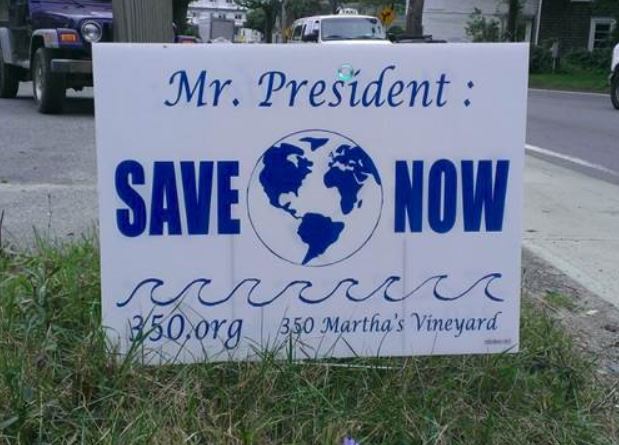 Mr. President :
SAVE NOW
350.org 350 Martha's Vineyard